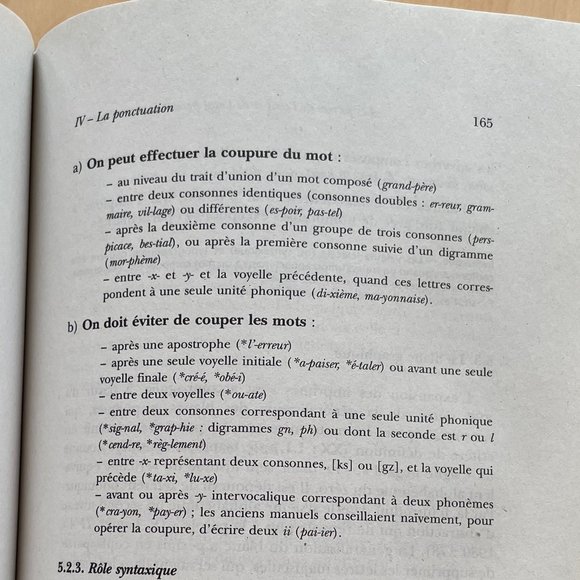 IV – La ponctuation 165
a) On peut effectuer la coupure du mot :
– au niveau du trait d'union d'un mot composé (grand-père)
– entre deux consonnes identiques (consonnes doubles : er-reur, gram-
maire, vil-lage) ou différentes (es-poir, pas-tel)
– après la deuxième consonne d'un groupe de trois consonnes (pers-
picace, bes-tial), ou après la première consonne suivie d'un digramme
(mor-phème)
– entre -x- et -y- et la voyelle précédente, quand ces lettres corres-
pondent à une seule unité phonique (di-xième, ma-yonnaise).
b) On doit éviter de couper les mots :
– après une apostrophe (*l'-erreur)
– après une seule voyelle initiale (*a-paiser, *é-taler) ou avant une seule
voyelle finale (*cré-é, *obé-i)
– entre deux voyelles (*ou-ate)
– entre deux consonnes correspondant à une seule unité phonique
(*sig-nal, *grap-hie : digrammes gn, ph) ou dont la seconde est r ou l
(*cend-re, *règ-lement)
– entre -x- représentant deux consonnes, [ks] ou [gz], et la voyelle qui
précède (*ta-xi, *lu-xe)
– avant ou après -y- intervocalique correspondant à deux phonèmes
(*cra-yon, *pay-er) ; les anciens manuels conseillaient naïvement, pour
opérer la coupure, d'écrire deux ii (pai-ier).
5.2.3. Rôle syntaxique